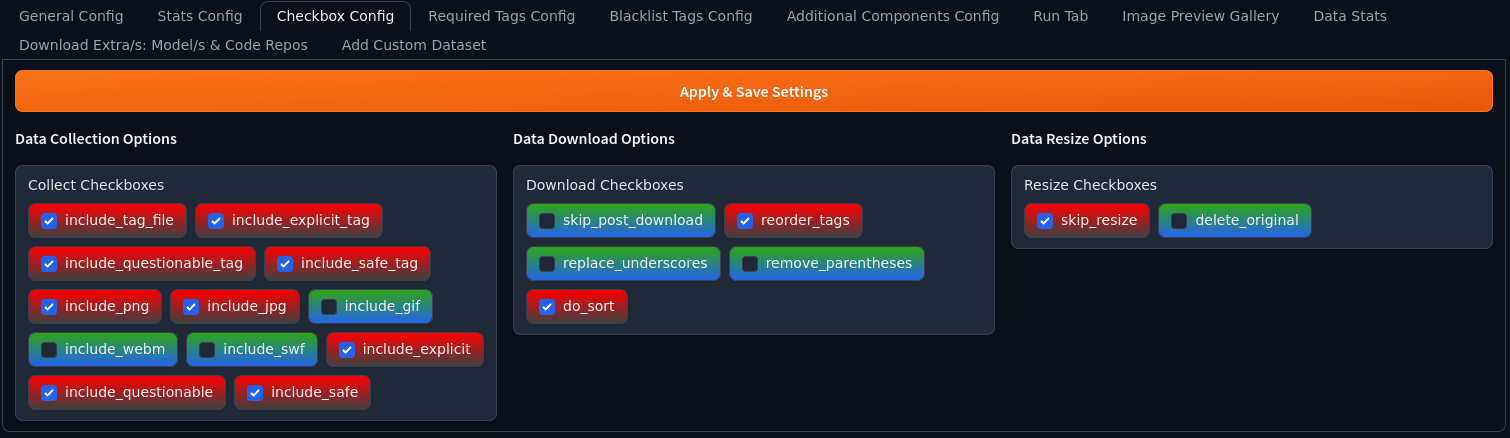 General Config Stats Config Checkbox Config Required Tags Config Blacklist Tags Config Additional Components Config Run Tab Image Preview Gallery Data Stats
Download Extra/s: Model/s & Code Repos Add Custom Dataset
Apply & Save Settings
Data Collection Options
Collect Checkboxes
include_tag_file include_explicit_tag
include_questionable_tag include_safe_tag
include_png include_jpg include_gif
include_webm include_swf include_explicit
include_questionable include_safe
Data Download Options
Download Checkboxes
skip_post_download reorder_tags
replace_underscores remove_parentheses
do_sort
Data Resize Options
Resize Checkboxes
skip_resize delete_original